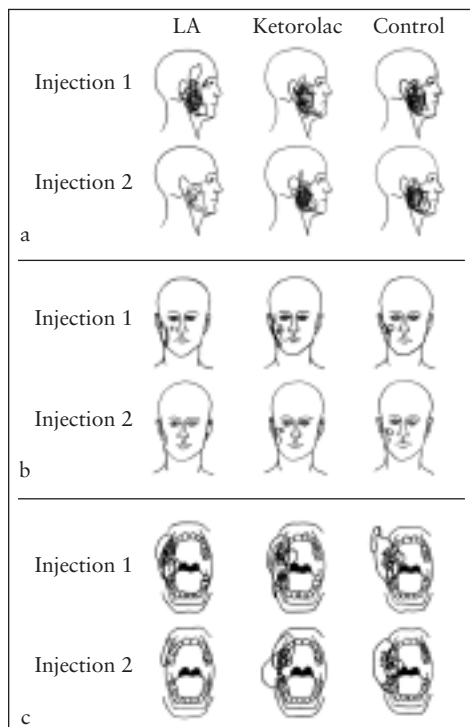 LA Ketorolac Control
Injection 1
Injection 2
a
Injection 1
Injection 2
b
Injection 1
Injection 2
c